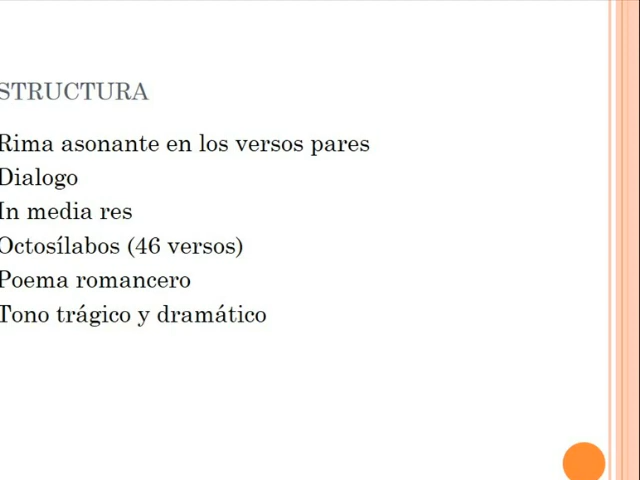 STRUCTURA
Rima asonante en los versos pares
Dialogo
In media res
Octosílabos (46 versos)
Poema romancero
Tono trágico y dramático